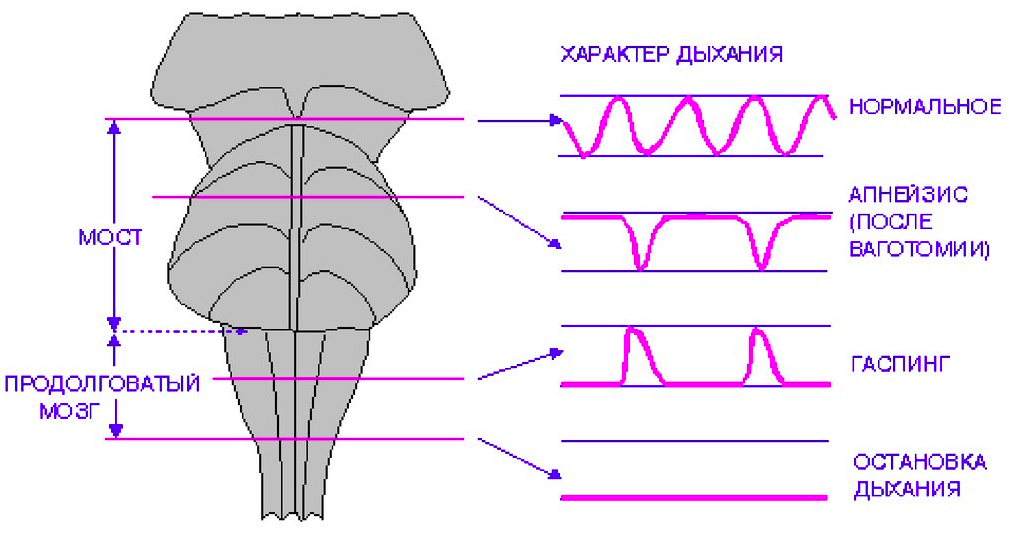 ХАРАКТЕР ДЫХАНИЯ
НОРМАЛЬНОЕ
АПНЕЙЗИС
(ПОСЛЕ
ВАГОТОМИИ)
МОСТ
ГАСПИНГ
ПРОДОЛГОВАТЫЙ
МОЗГ
ОСТАНОВКА
ДЫХАНИЯ